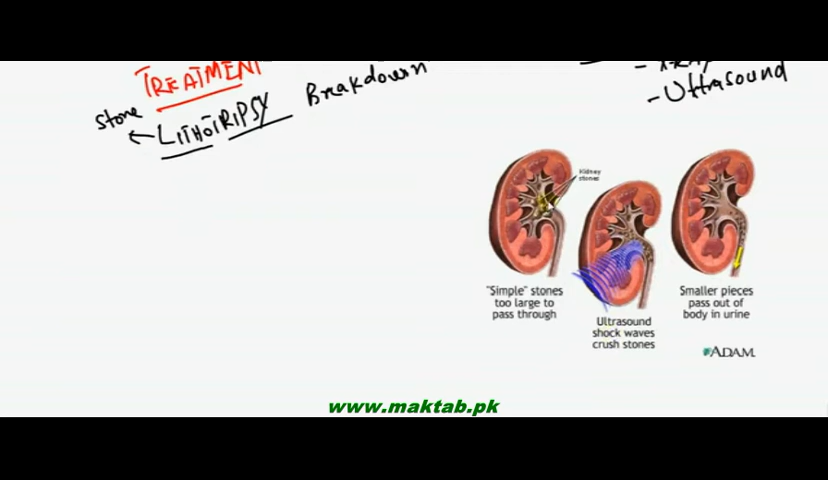 TREATMENT
stone
LITHOTRIPSY
Breakdown
- Ultrasound
Kidney
stones
"Simple" stones
too large to
pass through
Ultrasound
shock waves
crush stones
Smaller pieces
pass out of
body in urine
ADAM.
www.maktab.pk